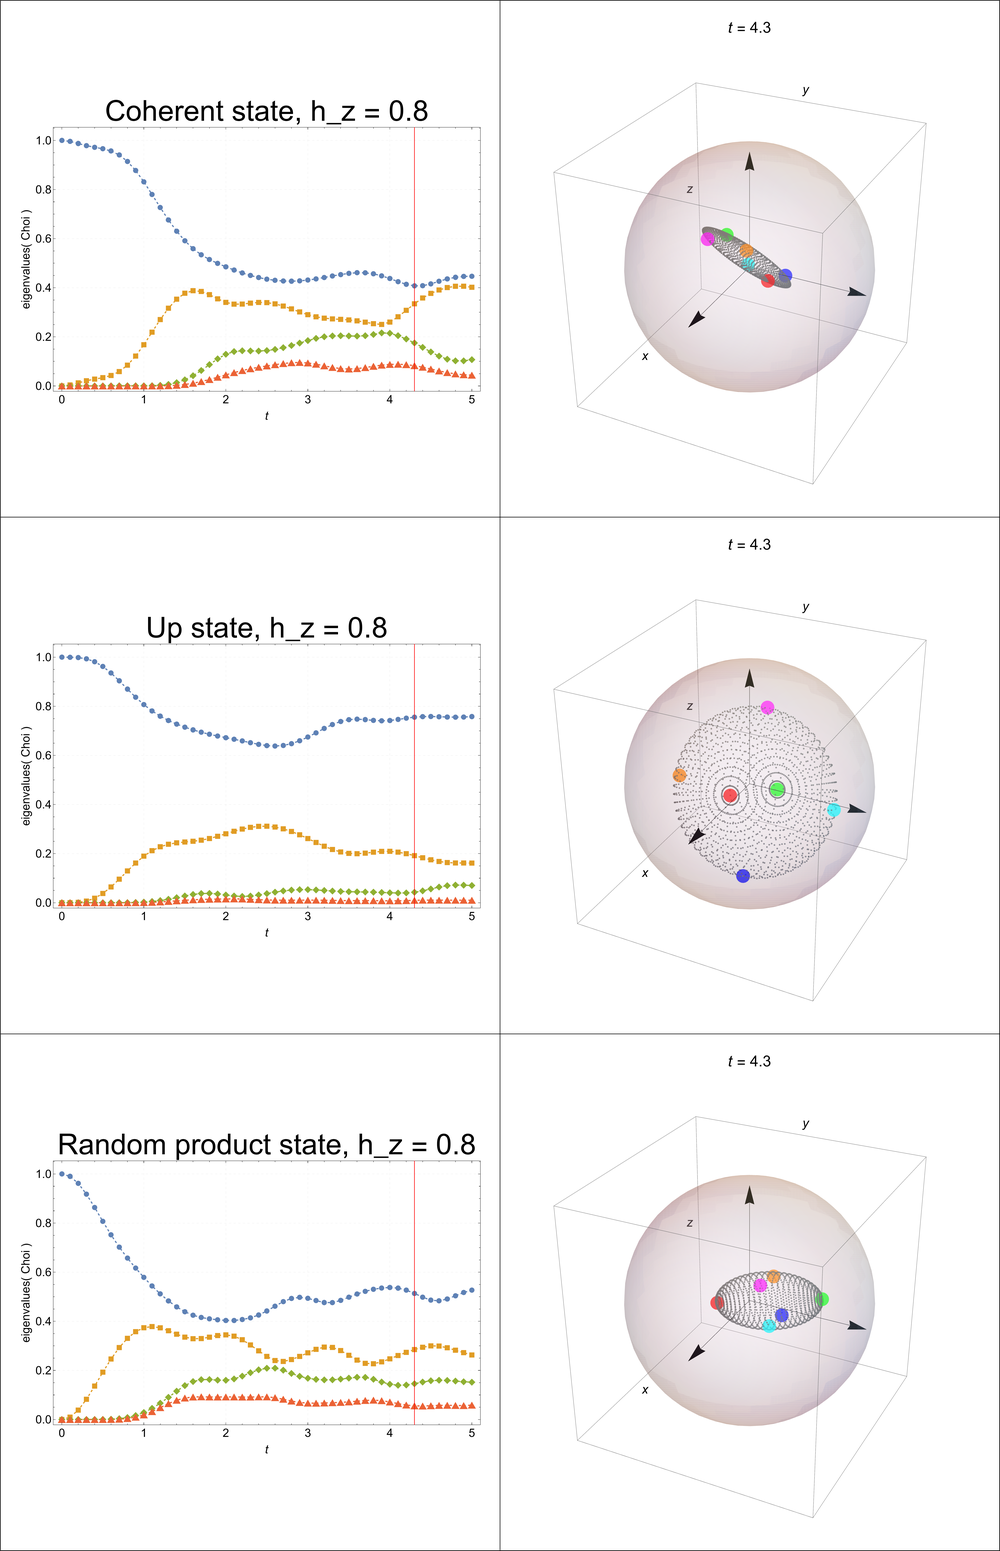 t = 4.3
y
Coherent state, h_z = 0.8
1.0
0.8
z
0.6
eigenvalues( Choi )
0.4
x
0.2
0.0
0 1 2 3 4 5
t
t = 4.3
y
Up state, h_z = 0.8
1.0
0.8
z
0.6
eigenvalues( Choi )
0.4
x
0.2
0.0
0 1 2 3 4 5
t
t = 4.3
y
Random product state, h_z = 0.8
1.0
0.8
z
0.6
eigenvalues( Choi )
0.4
x
0.2
0.0
0 1 2 3 4 5
t